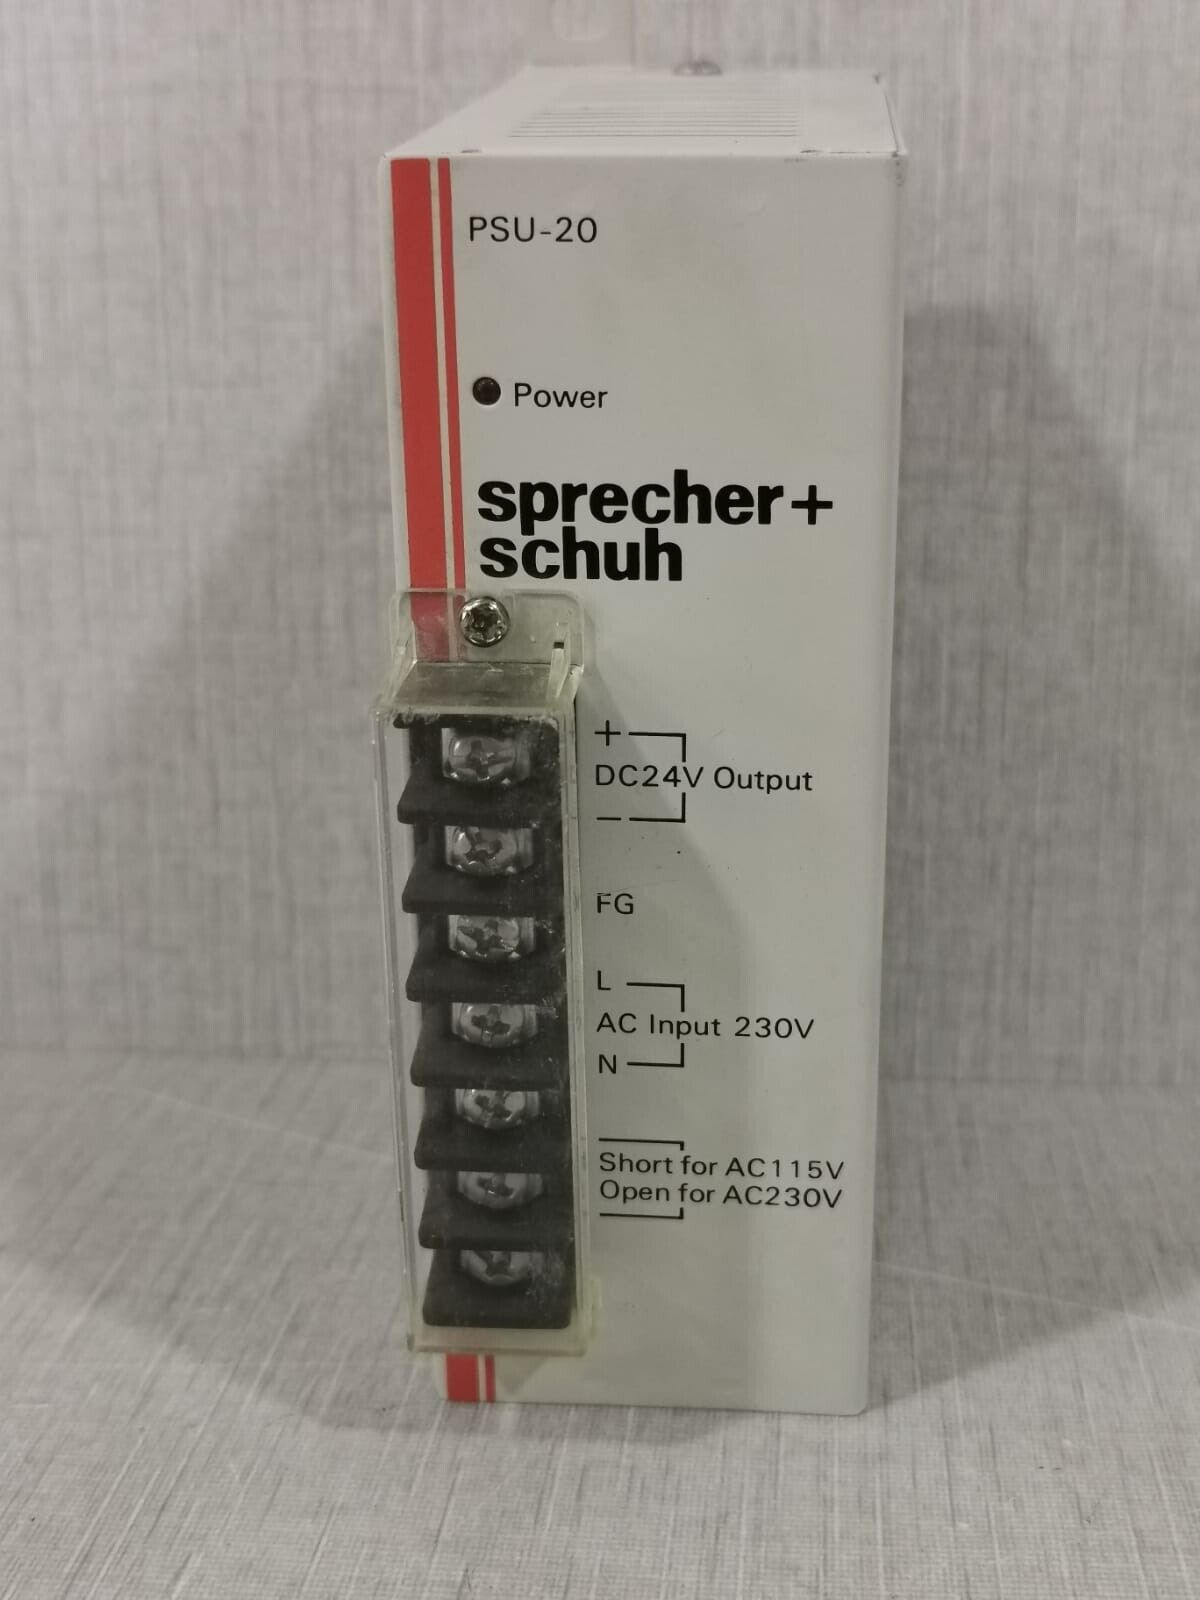 PSU-20
Power
sprecher+
schuh
+
DC24V Output
−
FG
L
AC Input 230V
N
Short for AC115V
Open for AC230V